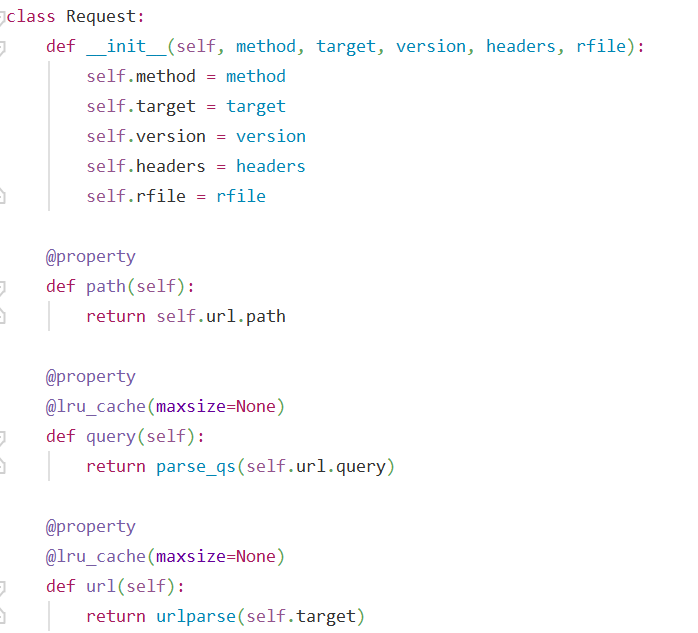 class Request:
    def __init__(self, method, target, version, headers, rfile):
        self.method = method
        self.target = target
        self.version = version
        self.headers = headers
        self.rfile = rfile

    @property
    def path(self):
        return self.url.path

    @property
    @lru_cache(maxsize=None)
    def query(self):
        return parse_qs(self.url.query)

    @property
    @lru_cache(maxsize=None)
    def url(self):
        return urlparse(self.target)